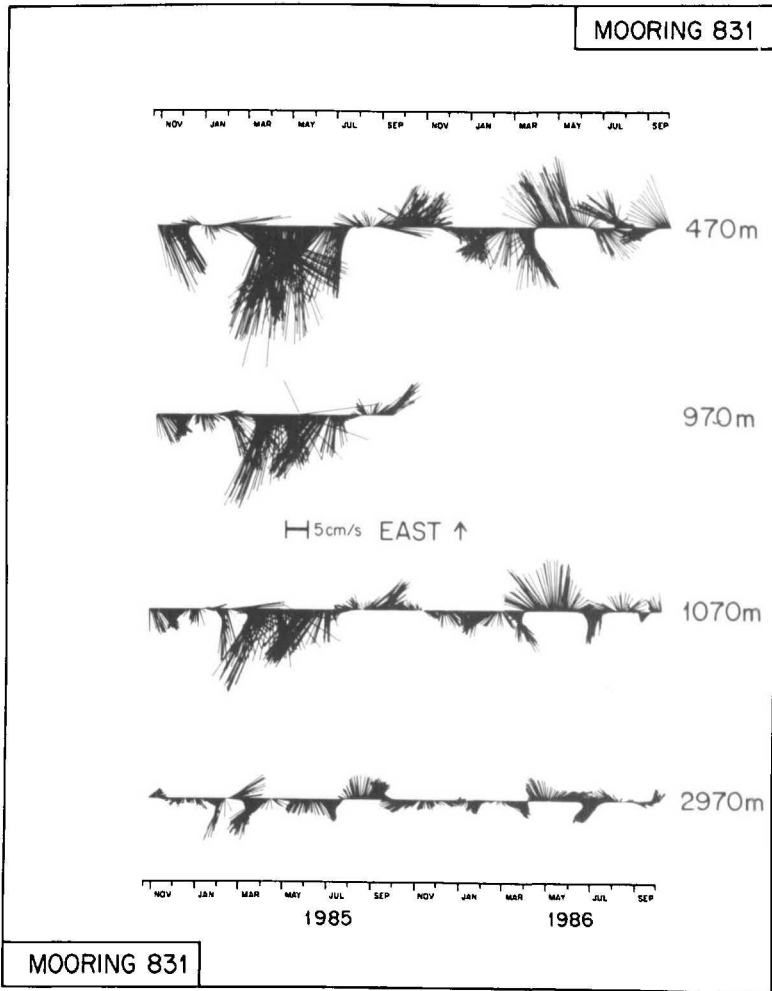 MOORING 831
NOV JAN MAR MAY JUL SEP NOV JAN MAR MAY JUL SEP
470m
970m
5cm/s EAST ↑
1070m
2970m
NOV JAN MAR MAY JUL SEP NOV JAN MAR MAY JUL SEP
1985 1986
MOORING 831